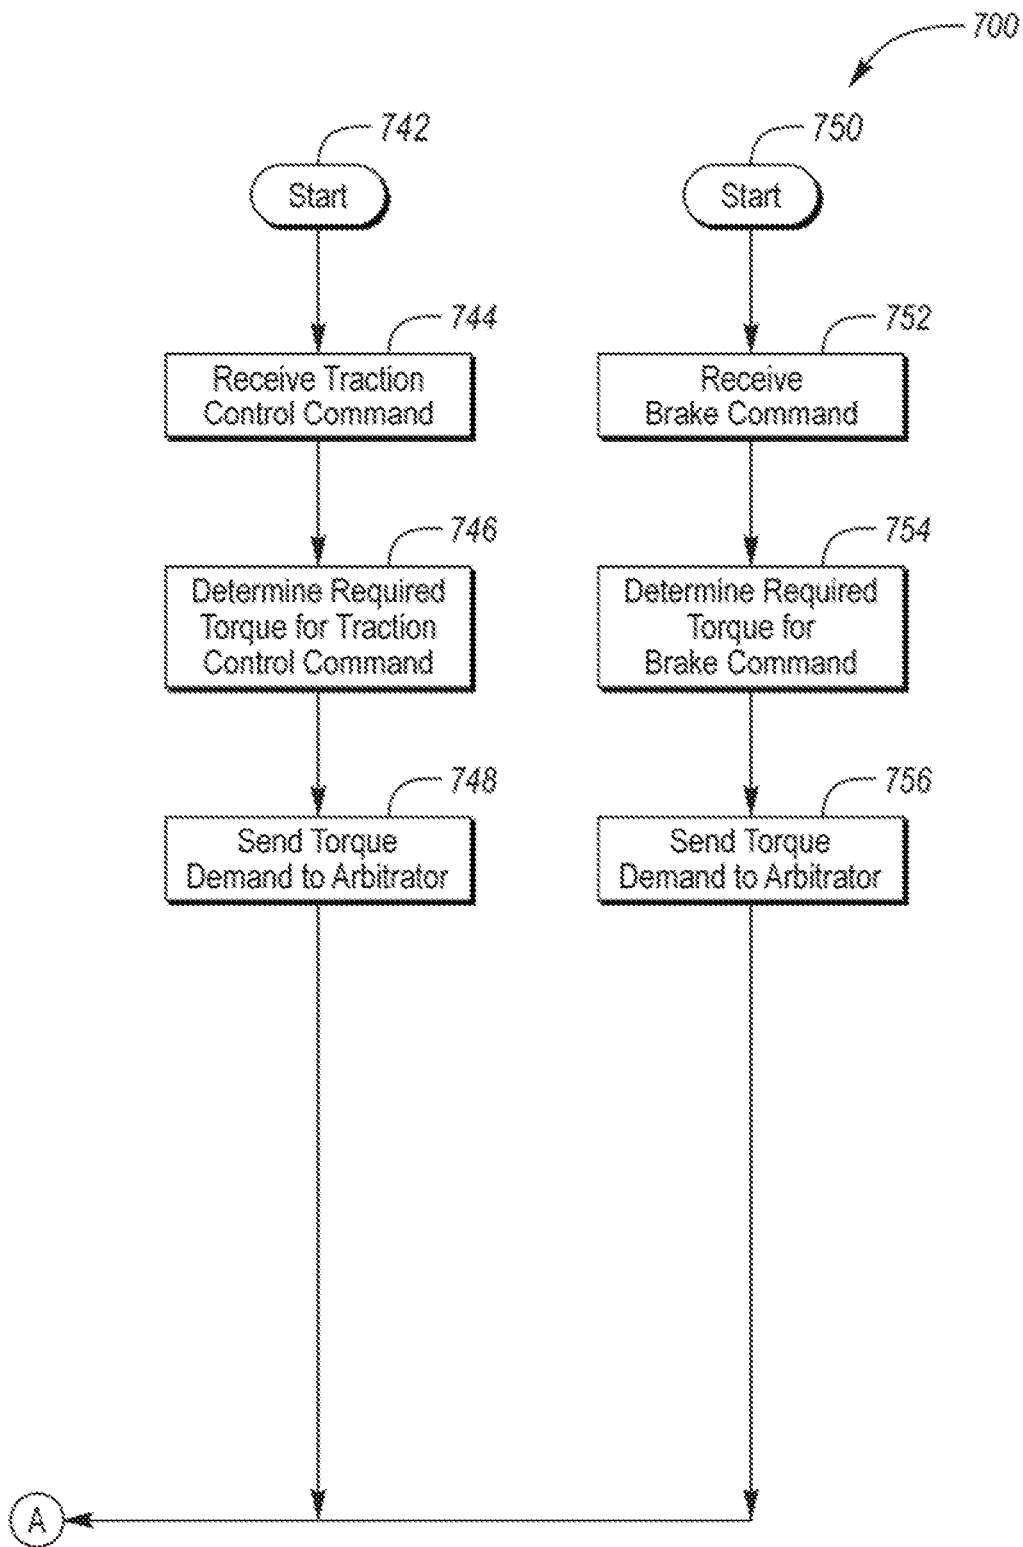 700
742
Start
744
Receive Traction
Control Command
746
Determine Required
Torque for Traction
Control Command
748
Send Torque
Demand to Arbitrator
750
Start
752
Receive
Brake Command
754
Determine Required
Torque for
Brake Command
756
Send Torque
Demand to Arbitrator
A